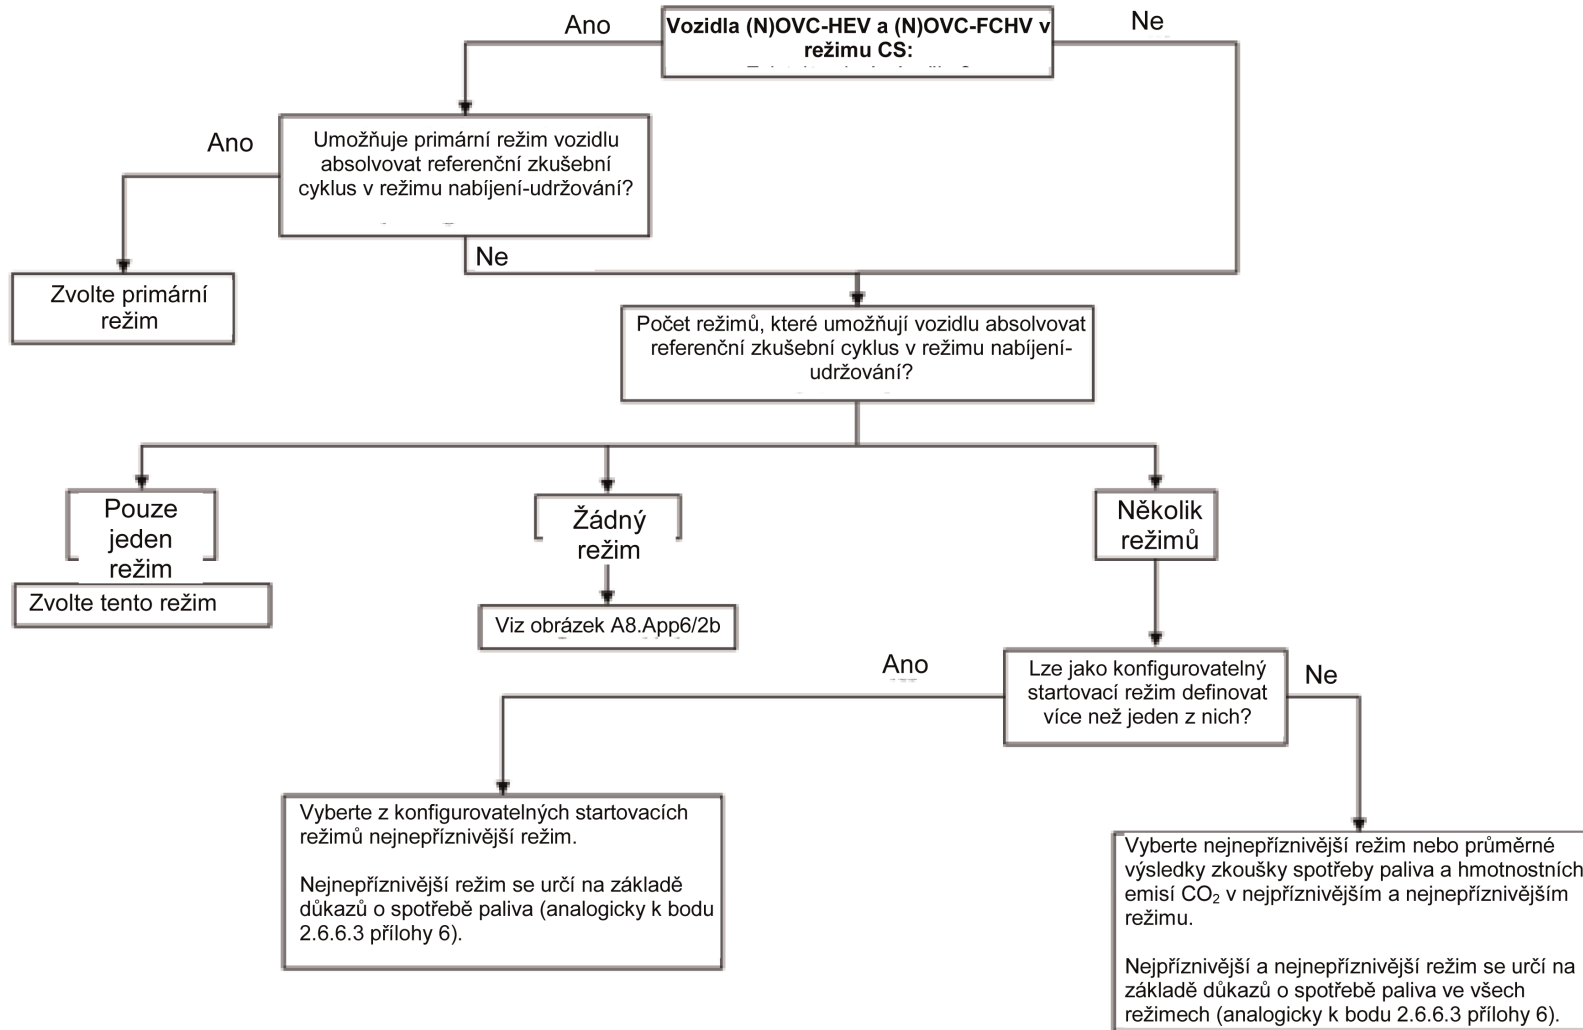 Ano
Vozidla (N)OVC-HEV a (N)OVC-FCHV v
režimu CS:
Ne
Ano
Umožňuje primární režim vozidlu
absolvovat referenční zkušební
cyklus v režimu nabíjení-udržování?
Ne
Zvolte primární
režim
Počet režimů, které umožňují vozidlu absolvovat
referenční zkušební cyklus v režimu nabíjení-
udržování?
Pouze
jeden
režim
Zvolte tento režim
Žádný
režim
Viz obrázek A8.App6/2b
Několik
režimů
Ano
Lze jako konfigurovatelný
startovací režim definovat
více než jeden z nich?
Ne
Vyberte z konfigurovatelných startovacích
režimů nejnepříznivější režim.
Nejnepříznivější režim se určí na základě
důkazů o spotřebě paliva (analogicky k bodu
2.6.6.3 přílohy 6).
Vyberte nejnepříznivější režim nebo průměrné
výsledky zkoušky spotřeby paliva a hmotnostních
emisí CO₂ v nejpříznivějším a nejnepříznivějším
režimu.
Nejpříznivější a nejnepříznivější režim se určí na
základě důkazů o spotřebě paliva ve všech
režimech (analogicky k bodu 2.6.6.3 přílohy 6).